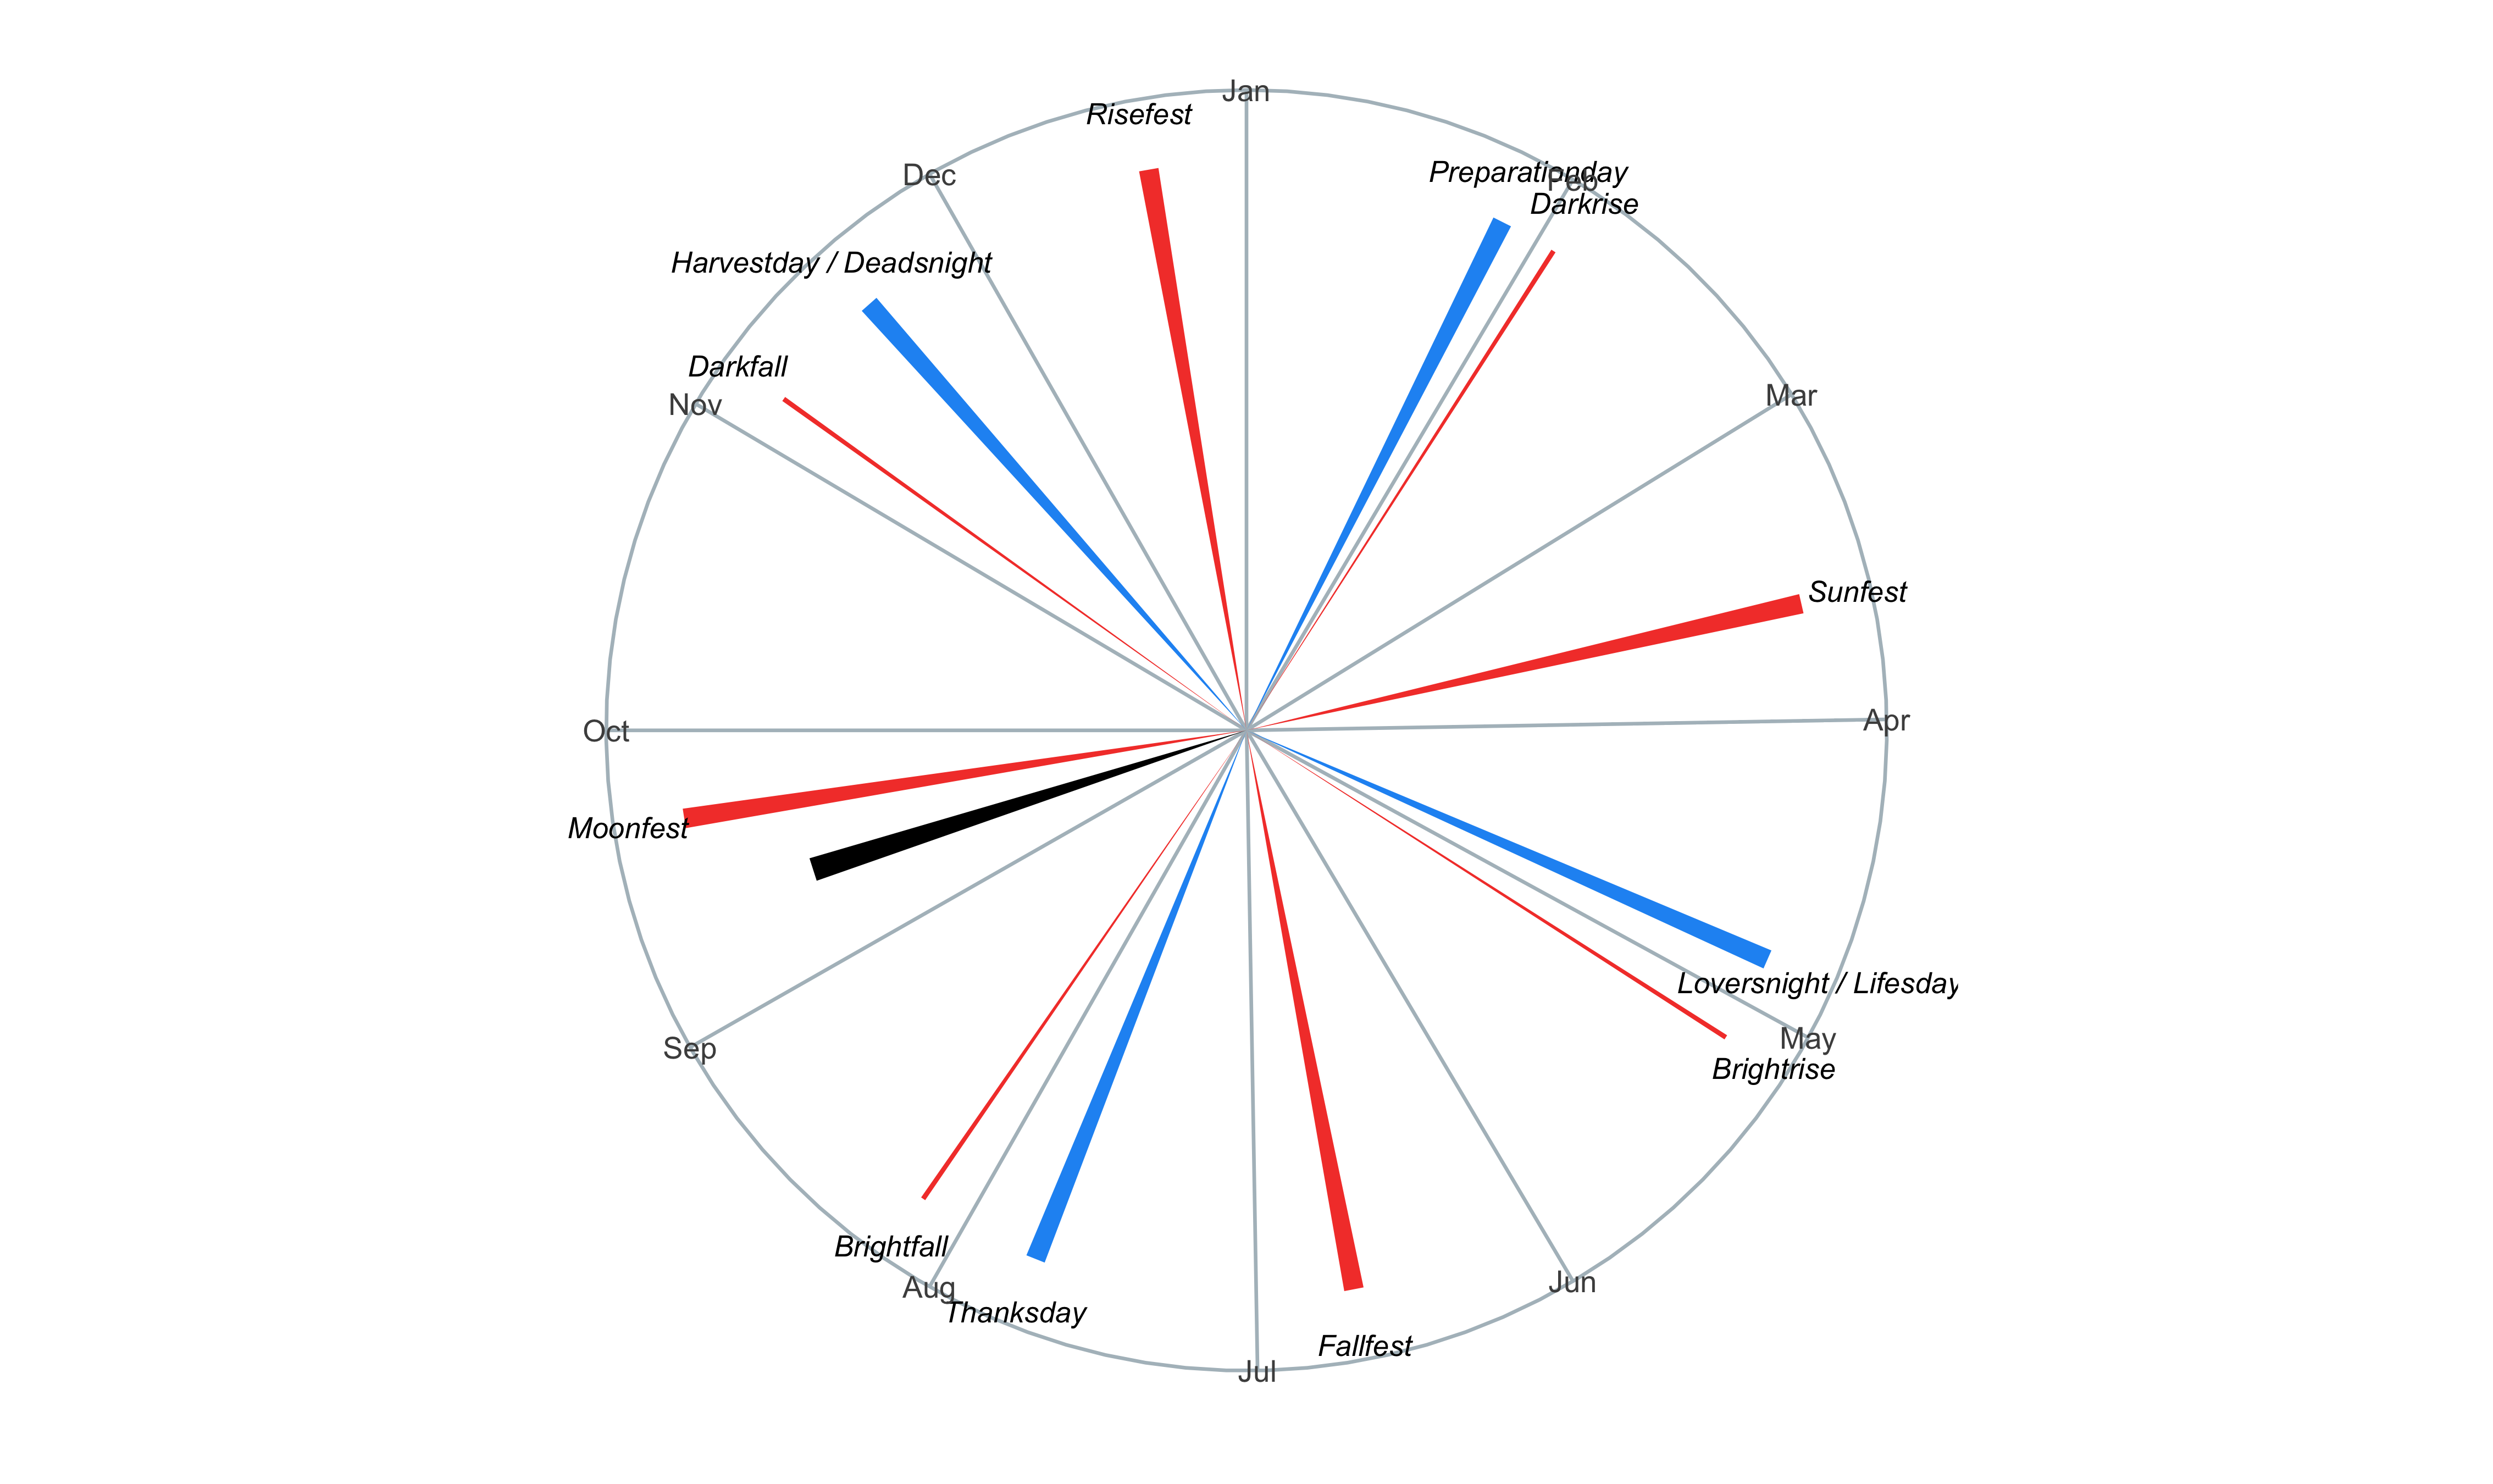 Jan
Risefest
Preparationday
Feb
Dec
Darkrise
Harvestday / Deadsnight
Darkfall
Mar
Nov
Sunfest
Apr
Oct
Moonfest
Loversnight / Lifesday
May
Sep
Brightrise
Brightfall
Jun
Aug
Thanksday
Fallfest
Jul